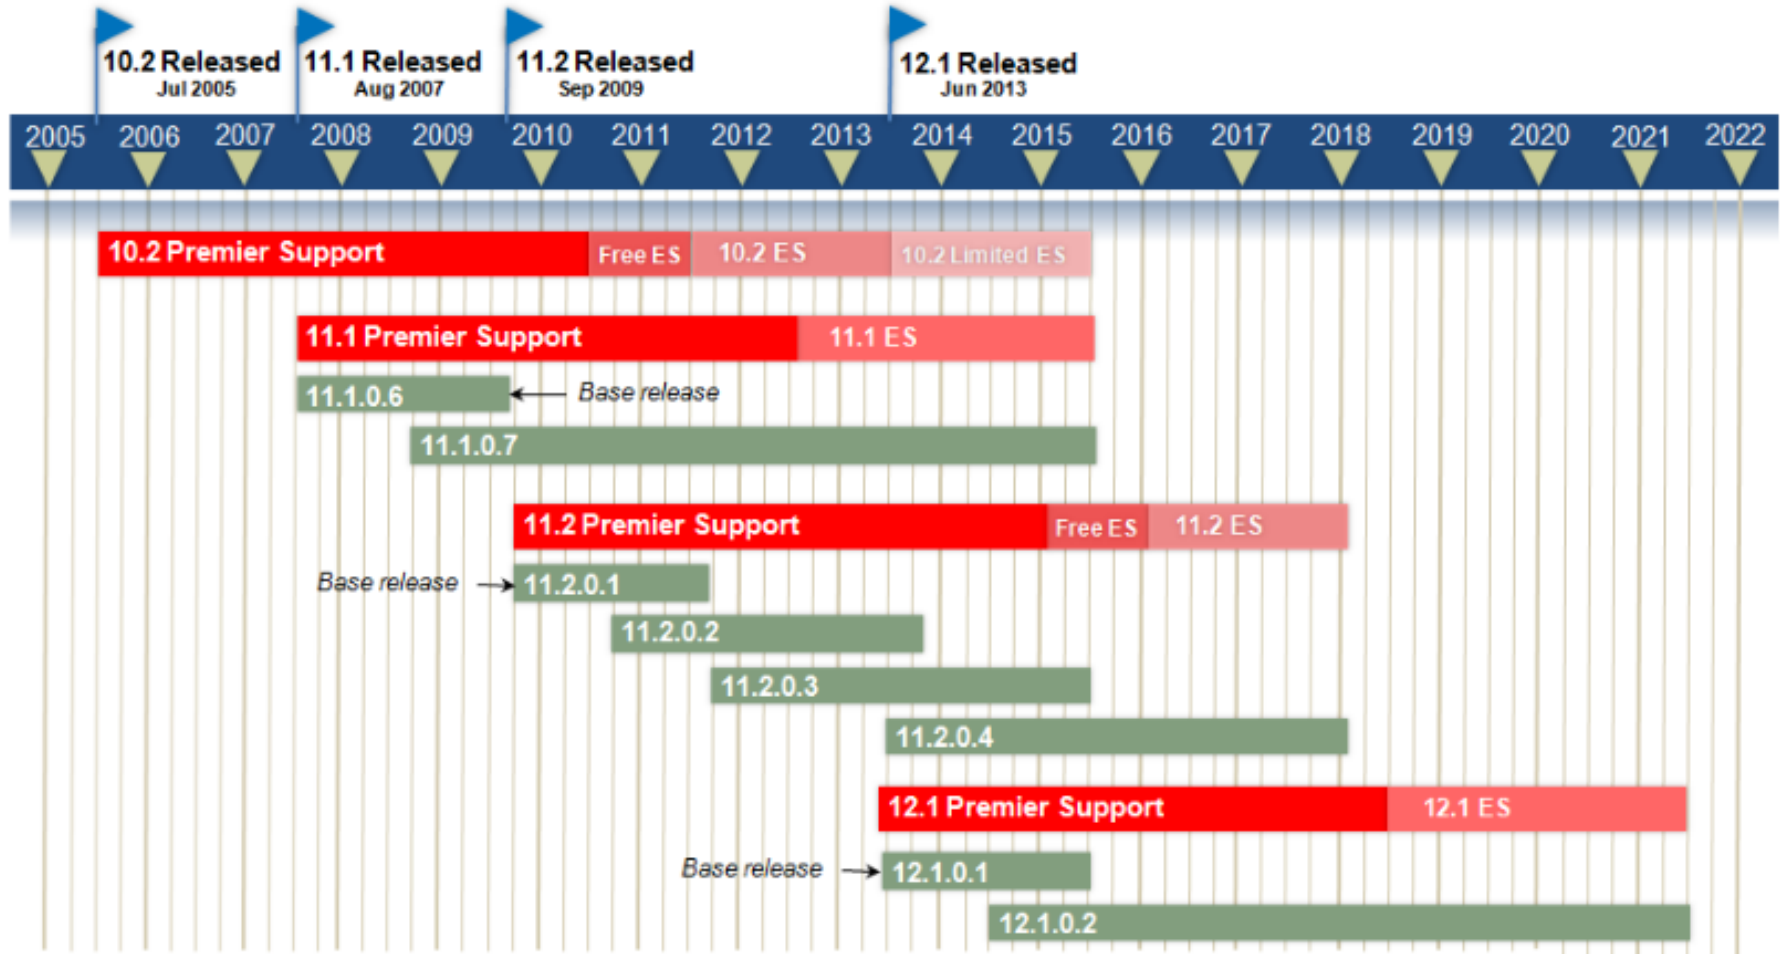 10.2 Released 11.1 Released 11.2 Released 12.1 Released
Jul 2005 Aug 2007 Sep 2009 Jun 2013
2005 2006 2007 2008 2009 2010 2011 2012 2013 2014 2015 2016 2017 2018 2019 2020 2021 2022
10.2 Premier Support Free ES 10.2 ES 10.2 Limited ES
11.1 Premier Support 11.1 ES
11.1.0.6 Base release
11.1.0.7
11.2 Premier Support Free ES 11.2 ES
Base release 11.2.0.1
11.2.0.2
11.2.0.3
11.2.0.4
12.1 Premier Support 12.1 ES
Base release 12.1.0.1
12.1.0.2